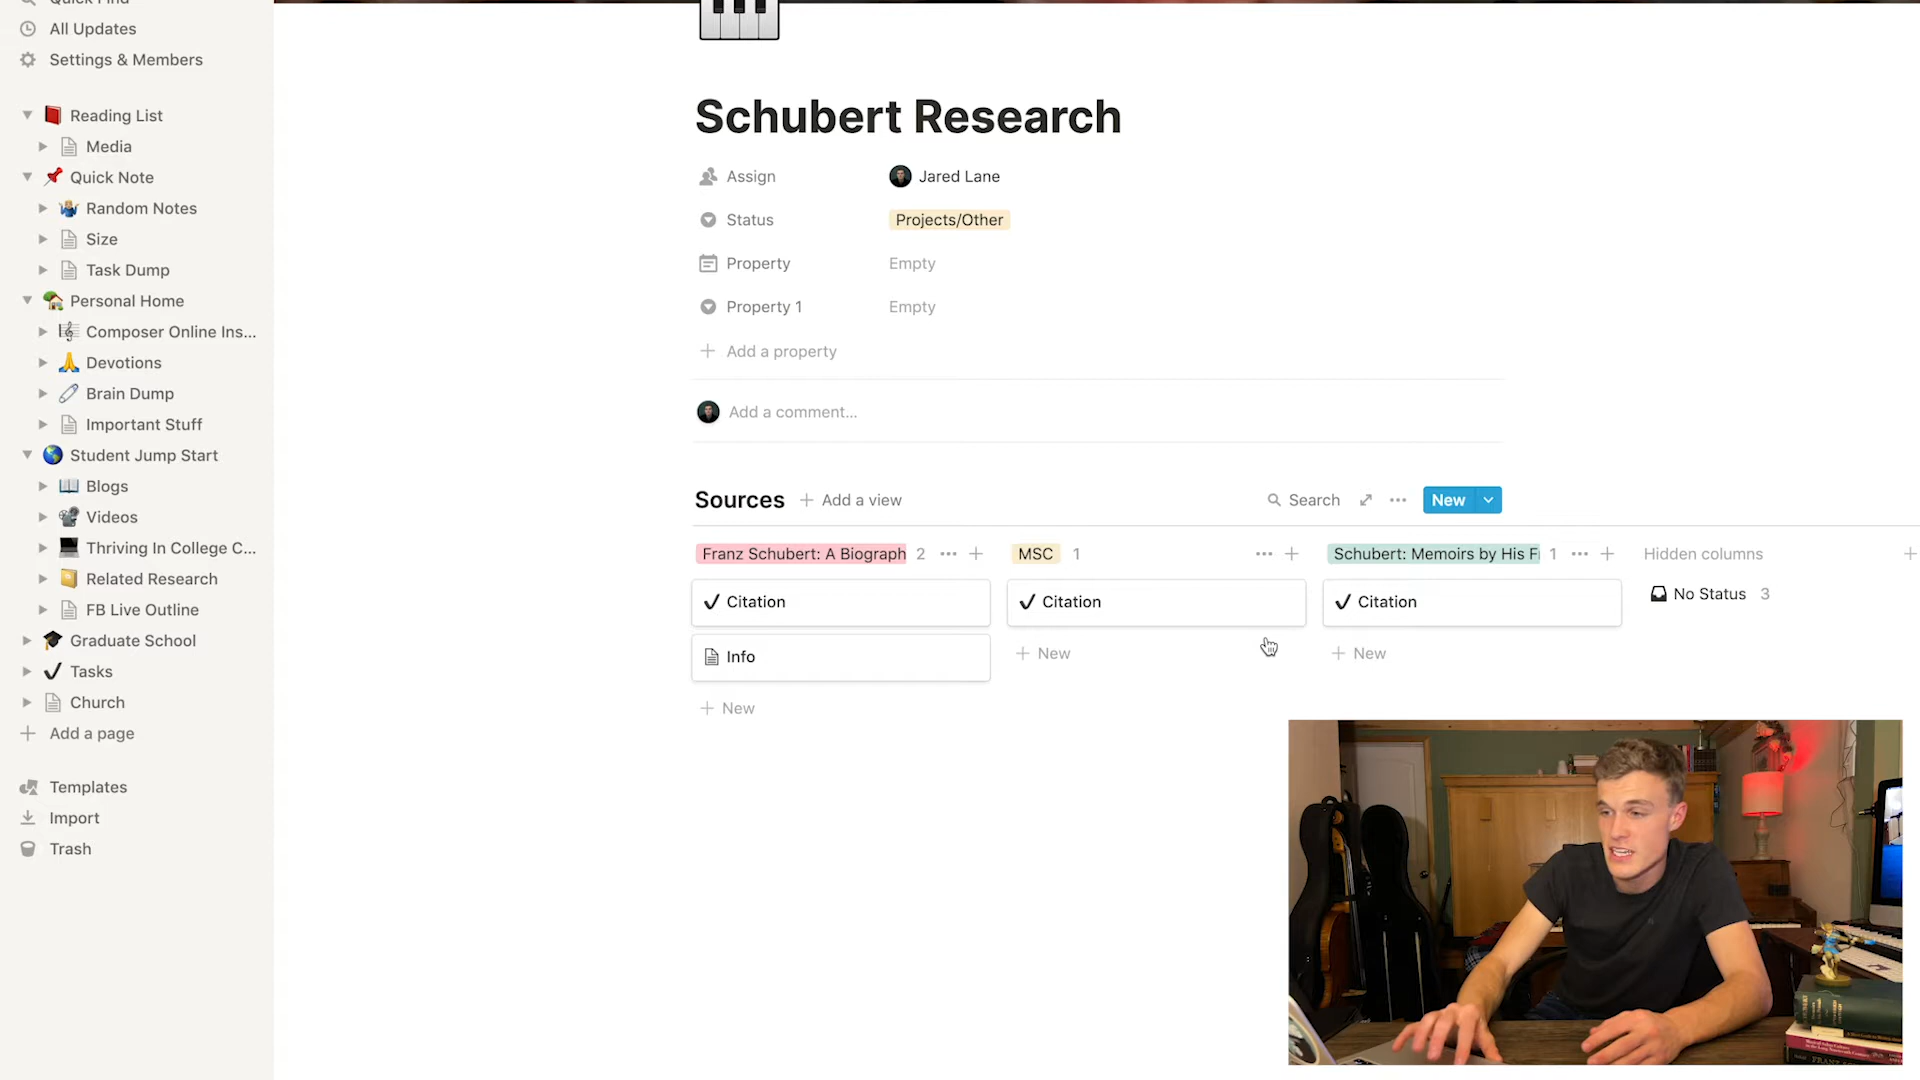 Quick Find
All Updates
Settings & Members
Reading List
Media
Quick Note
Random Notes
Size
Task Dump
Personal Home
Composer Online Ins...
Devotions
Brain Dump
Important Stuff
Student Jump Start
Blogs
Videos
Thriving In College C...
Related Research
FB Live Outline
Graduate School
Tasks
Church
Add a page
Templates
Import
Trash
Schubert Research
Assign Jared Lane
Status Projects/Other
Property Empty
Property 1 Empty
Add a property
Add a comment...
Sources + Add a view Search New
Franz Schubert: A Biograph 2 MSC 1 Schubert: Memoirs by His F 1 Hidden columns
Citation Citation Citation No Status 3
Info + New + New
+ New